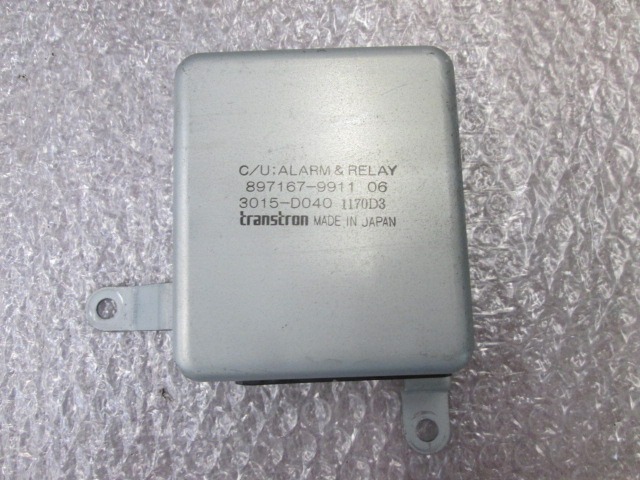 C/U:ALARM & RELAY
897167-9911 06
3015-D040 1170D3
transtron MADE IN JAPAN